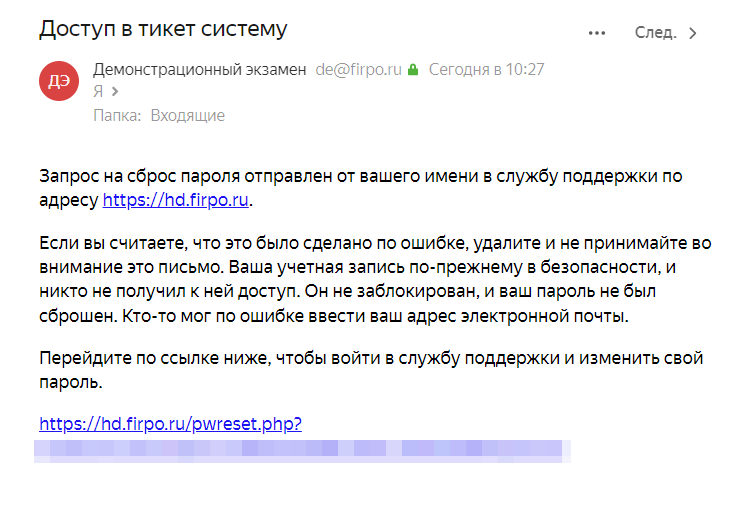 Доступ в тикет систему
След.
ДЭ
Демонстрационный экзамен de@firpo.ru Сегодня в 10:27
Я
Папка: Входящие
Запрос на сброс пароля отправлен от вашего имени в службу поддержки по
адресу https://hd.firpo.ru.
Если вы считаете, что это было сделано по ошибке, удалите и не принимайте во
внимание это письмо. Ваша учетная запись по-прежнему в безопасности, и
никто не получил к ней доступ. Он не заблокирован, и ваш пароль не был
сброшен. Кто-то мог по ошибке ввести ваш адрес электронной почты.
Перейдите по ссылке ниже, чтобы войти в службу поддержки и изменить свой
пароль.
https://hd.firpo.ru/pwreset.php?